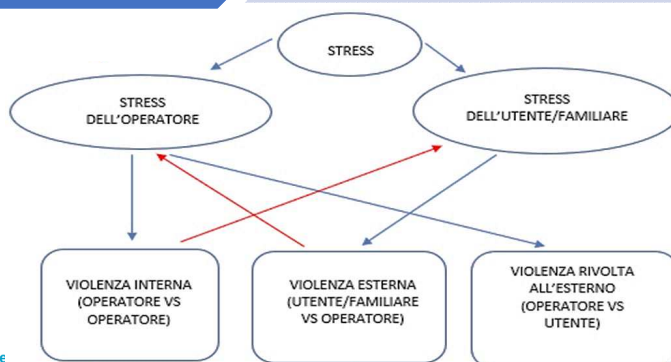 STRESS
STRESS
DELL'OPERATORE
STRESS
DELL'UTENTE/FAMILIARE
VIOLENZA INTERNA
(OPERATORE VS
OPERATORE)
VIOLENZA ESTERNA
(UTENTE/FAMILIARE
VS OPERATORE)
VIOLENZA RIVOLTA
ALL'ESTERNO
(OPERATORE VS
UTENTE)